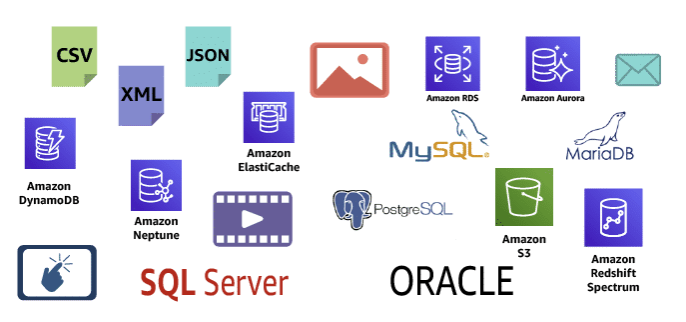 CSV
JSON
XML
Amazon RDS
Amazon Aurora
Amazon
ElastiCache
MySQL®
MariaDB
Amazon
DynamoDB
Amazon
Neptune
PostgreSQL
Amazon
S3
Amazon
Redshift
Spectrum
SQL Server
ORACLE